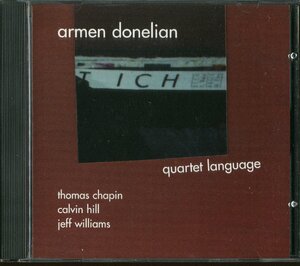 armen donelian
T ICH
quartet language
thomas chapin
calvin hill
jeff williams